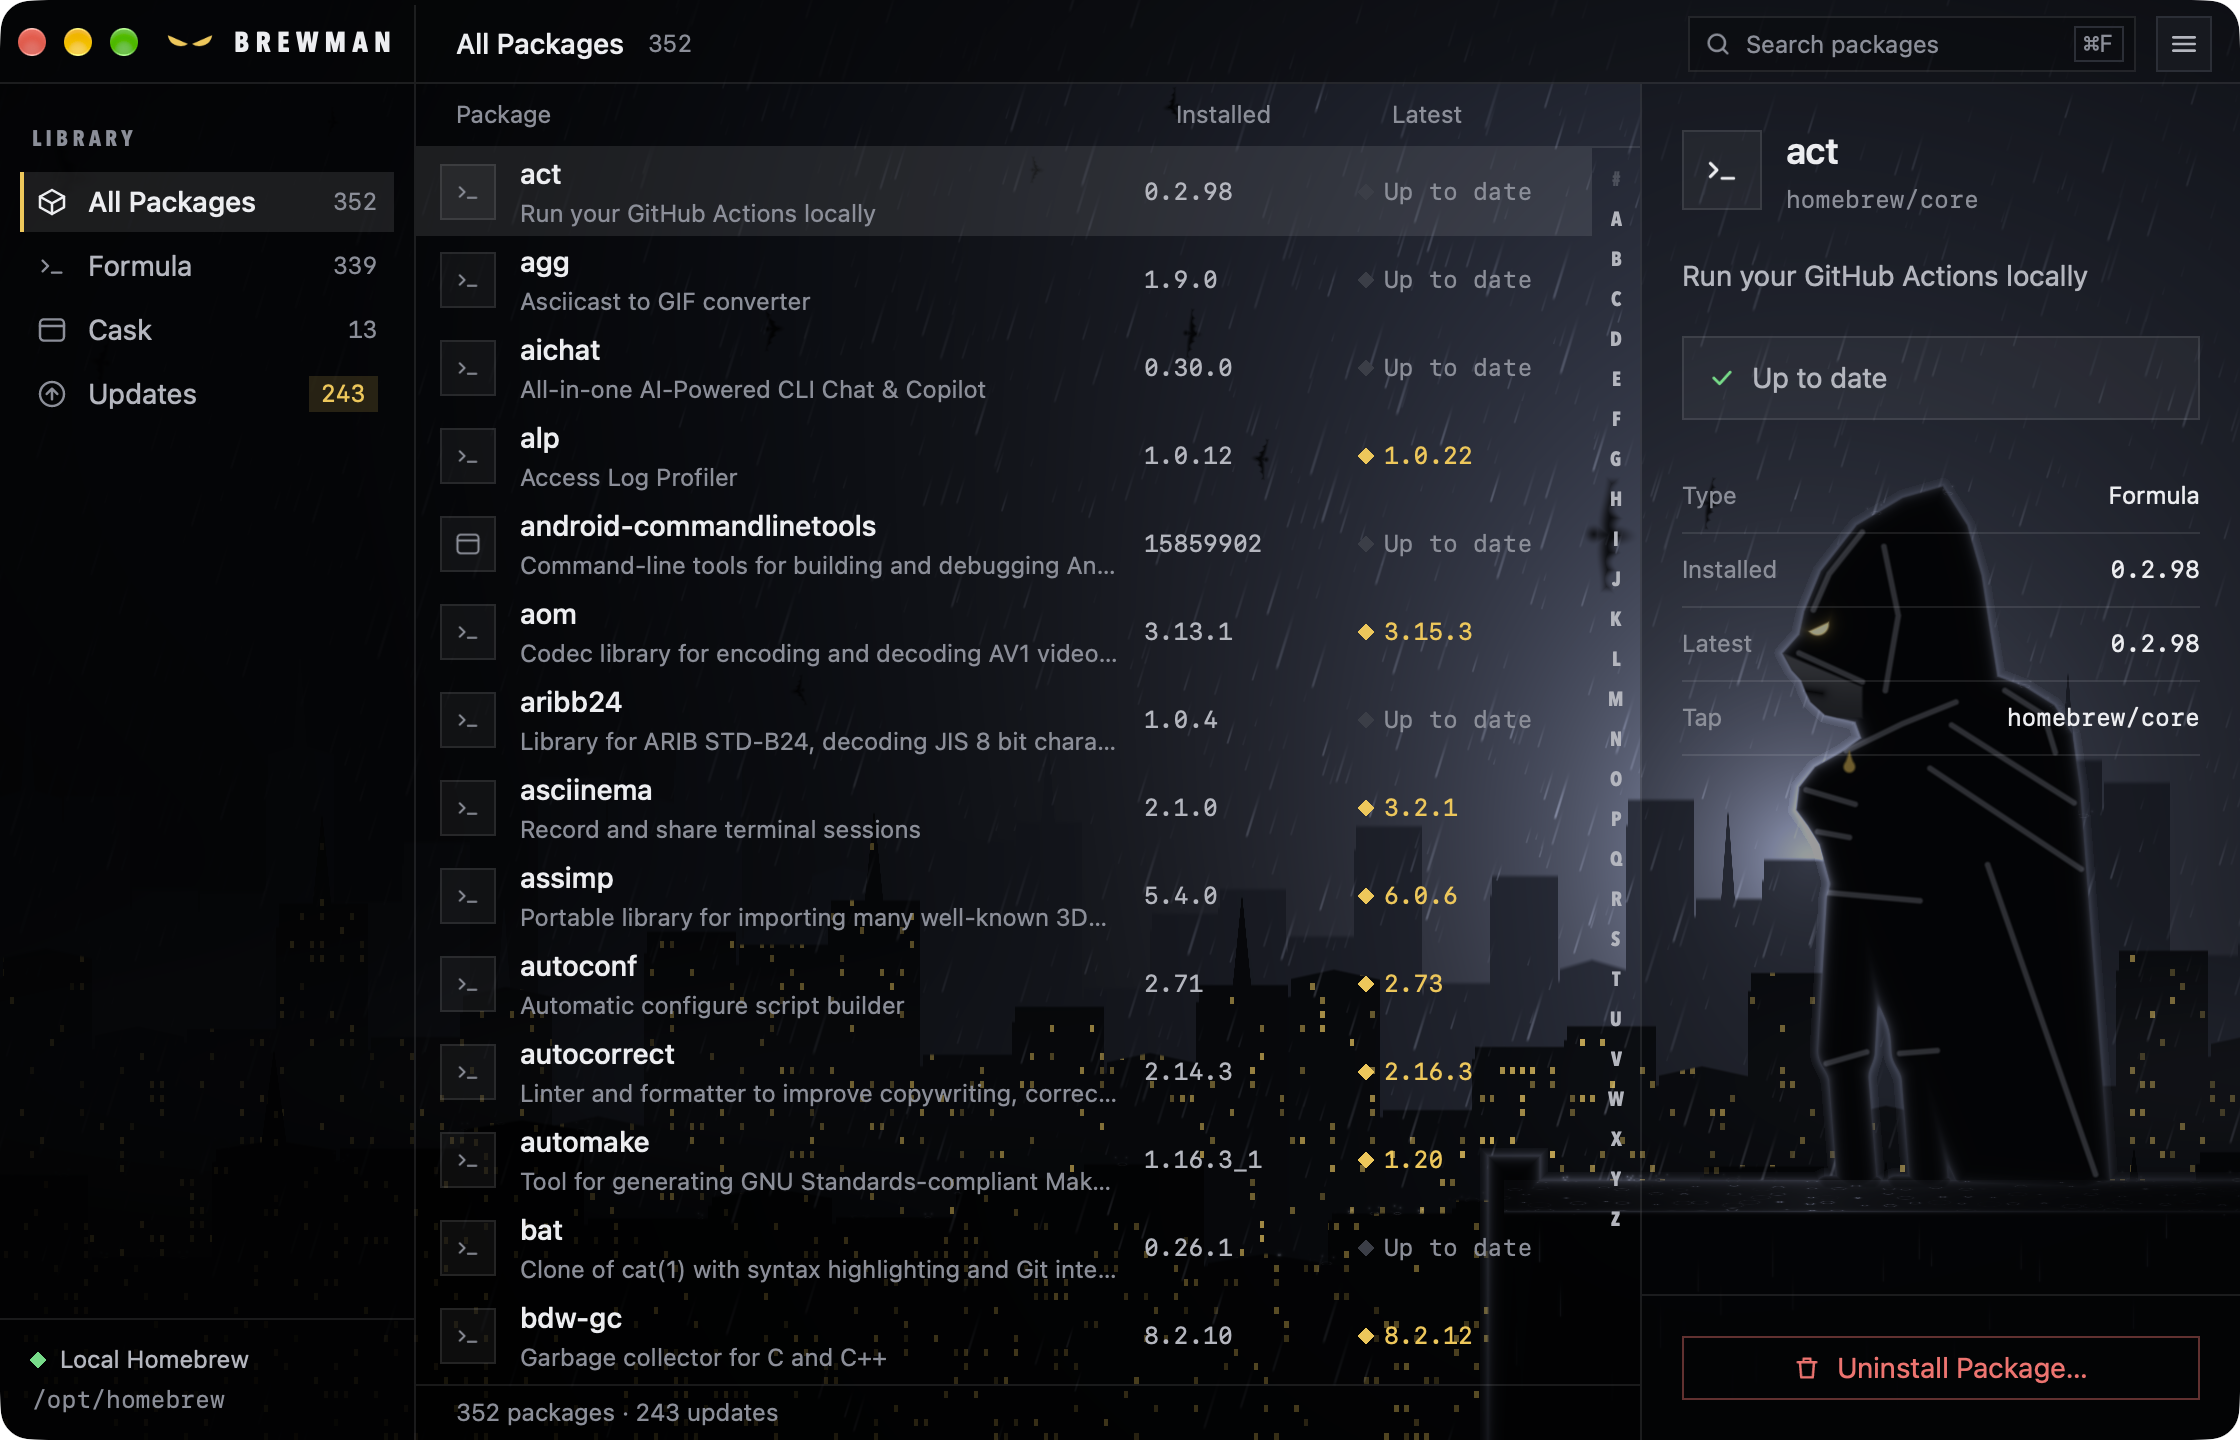 BREWMAN
All Packages 352
Search packages ⌘F
LIBRARY
All Packages 352
Formula 339
Cask 13
Updates 243
Local Homebrew
/opt/homebrew
Package Installed Latest
act 0.2.98 Up to date
Run your GitHub Actions locally
agg 1.9.0 Up to date
Asciicast to GIF converter
aichat 0.30.0 Up to date
All-in-one AI-Powered CLI Chat & Copilot
alp 1.0.12 1.0.22
Access Log Profiler
android-commandlinetools 15859902 Up to date
Command-line tools for building and debugging An...
aom 3.13.1 3.15.3
Codec library for encoding and decoding AV1 video...
aribb24 1.0.4 Up to date
Library for ARIB STD-B24, decoding JIS 8 bit chara...
asciinema 2.1.0 3.2.1
Record and share terminal sessions
assimp 5.4.0 6.0.6
Portable library for importing many well-known 3D...
autoconf 2.71 2.73
Automatic configure script builder
autocorrect 2.14.3 2.16.3
Linter and formatter to improve copywriting, correc...
automake 1.16.3_1 1.20
Tool for generating GNU Standards-compliant Mak...
bat 0.26.1 Up to date
Clone of cat(1) with syntax highlighting and Git inte...
bdw-gc 8.2.10 8.2.12
Garbage collector for C and C++
352 packages · 243 updates
#
A
B
C
D
E
F
G
H
I
J
K
L
M
N
O
P
Q
R
S
T
U
V
W
X
Y
Z
act
homebrew/core
Run your GitHub Actions locally
Up to date
Type Formula
Installed 0.2.98
Latest 0.2.98
Tap homebrew/core
Uninstall Package...